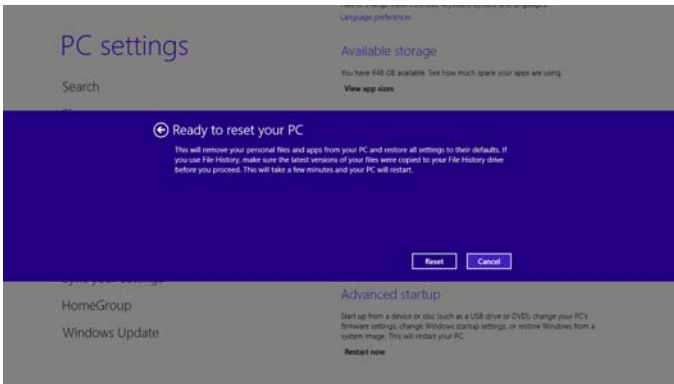 Language preferences
PC settings
Available storage
You have 648 GB available. See how much space your apps are using.
Search
View app sizes
Ready to reset your PC
This will remove your personal files and apps from your PC and restore all settings to their defaults. If
you use File History, make sure the latest versions of your files were copied to your File History drive
before you proceed. This will take a few minutes and your PC will restart.
Reset
Cancel
Advanced startup
HomeGroup
Start up from a device or disc (such as a USB drive or DVD), change your PC's
firmware settings, change Windows startup settings, or restore Windows from a
system image. This will restart your PC.
Windows Update
Restart now